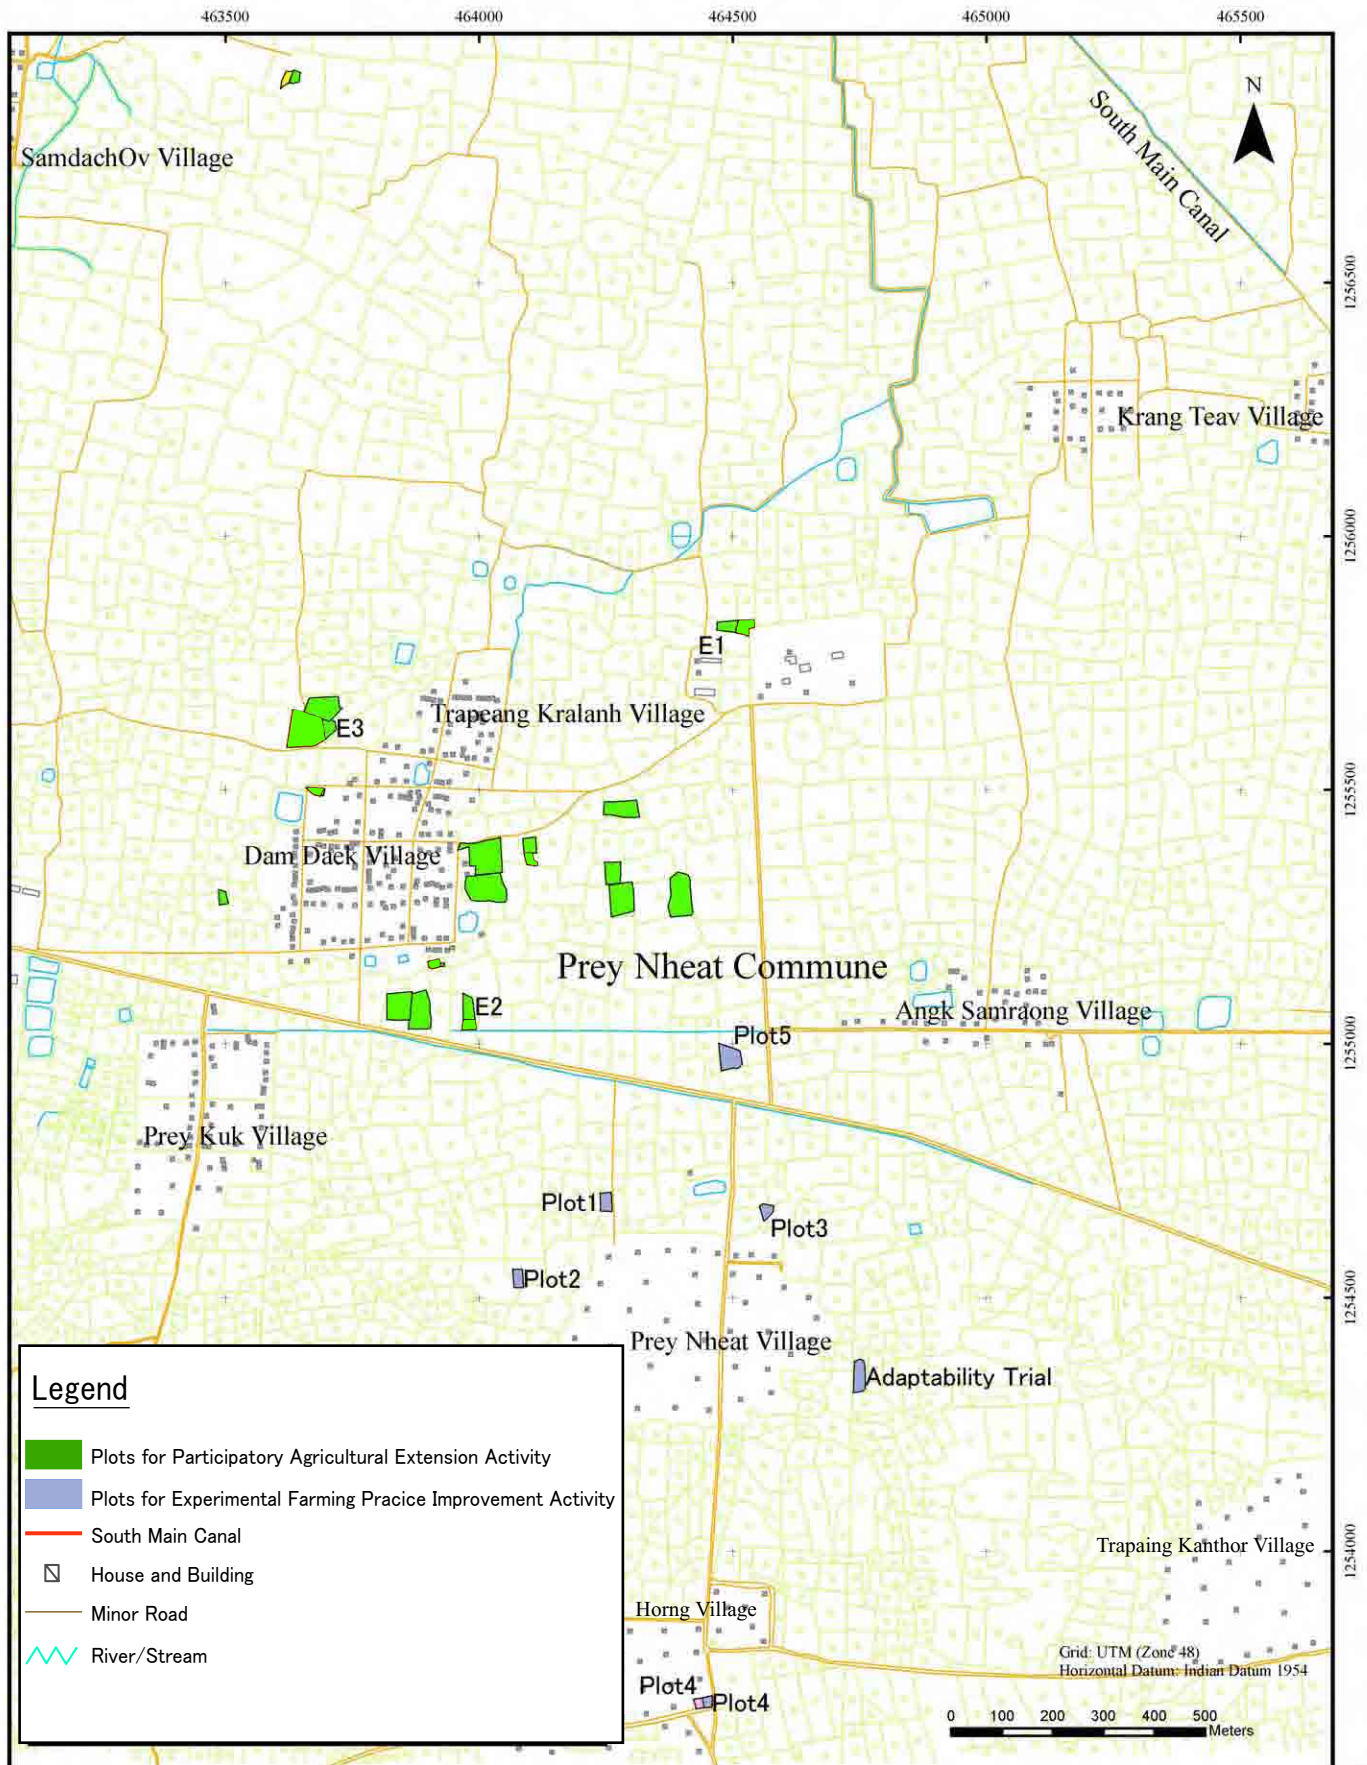 463500
464000
464500
465000
465500
N
South Main Canal
SamdachOv Village
1256500
Krang Teav Village
1256000
E1
Trapeang Kralanh Village
E3
1255500
Dam Daek Village
Prey Nheat Commune
E2
Angk Samraong Village
Plot5
1255000
Prey Kuk Village
Plot1
Plot3
Plot2
1254500
Prey Nheat Village
Adaptability Trial
Legend
Plots for Participatory Agricultural Extension Activity
Plots for Experimental Farming Pracice Improvement Activity
South Main Canal
House and Building
Minor Road
River/Stream
Trapaing Kanthor Village
1254000
Horng Village
Grid: UTM (Zone 48)
Horizontal Datum: Indian Datum 1954
Plot4
Plot4
0 100 200 300 400 500
Meters